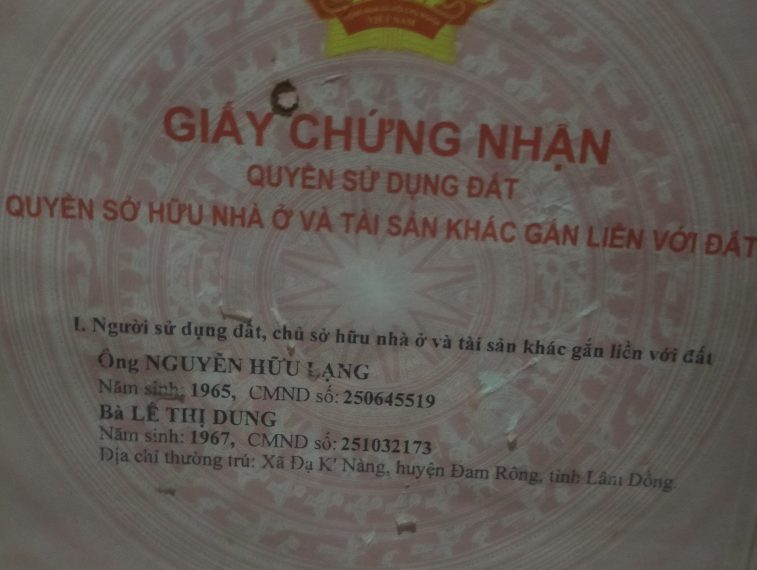 VIỆT NAM
GIẤY CHỨNG NHẬN
QUYỀN SỬ DỤNG ĐẤT
QUYỀN SỞ HỮU NHÀ Ở VÀ TÀI SẢN KHÁC GẮN LIỀN VỚI ĐẤT
I. Người sử dụng đất, chủ sở hữu nhà ở và tài sản khác gắn liền với đất
Ông NGUYỄN HỮU LẠNG
Năm sinh: 1965, CMND số: 250645519
Bà LÊ THỊ DUNG
Năm sinh: 1967, CMND số: 251032173
Địa chỉ thường trú: Xã Đạ K' Nàng, huyện Đam Rông, tỉnh Lâm Đồng.